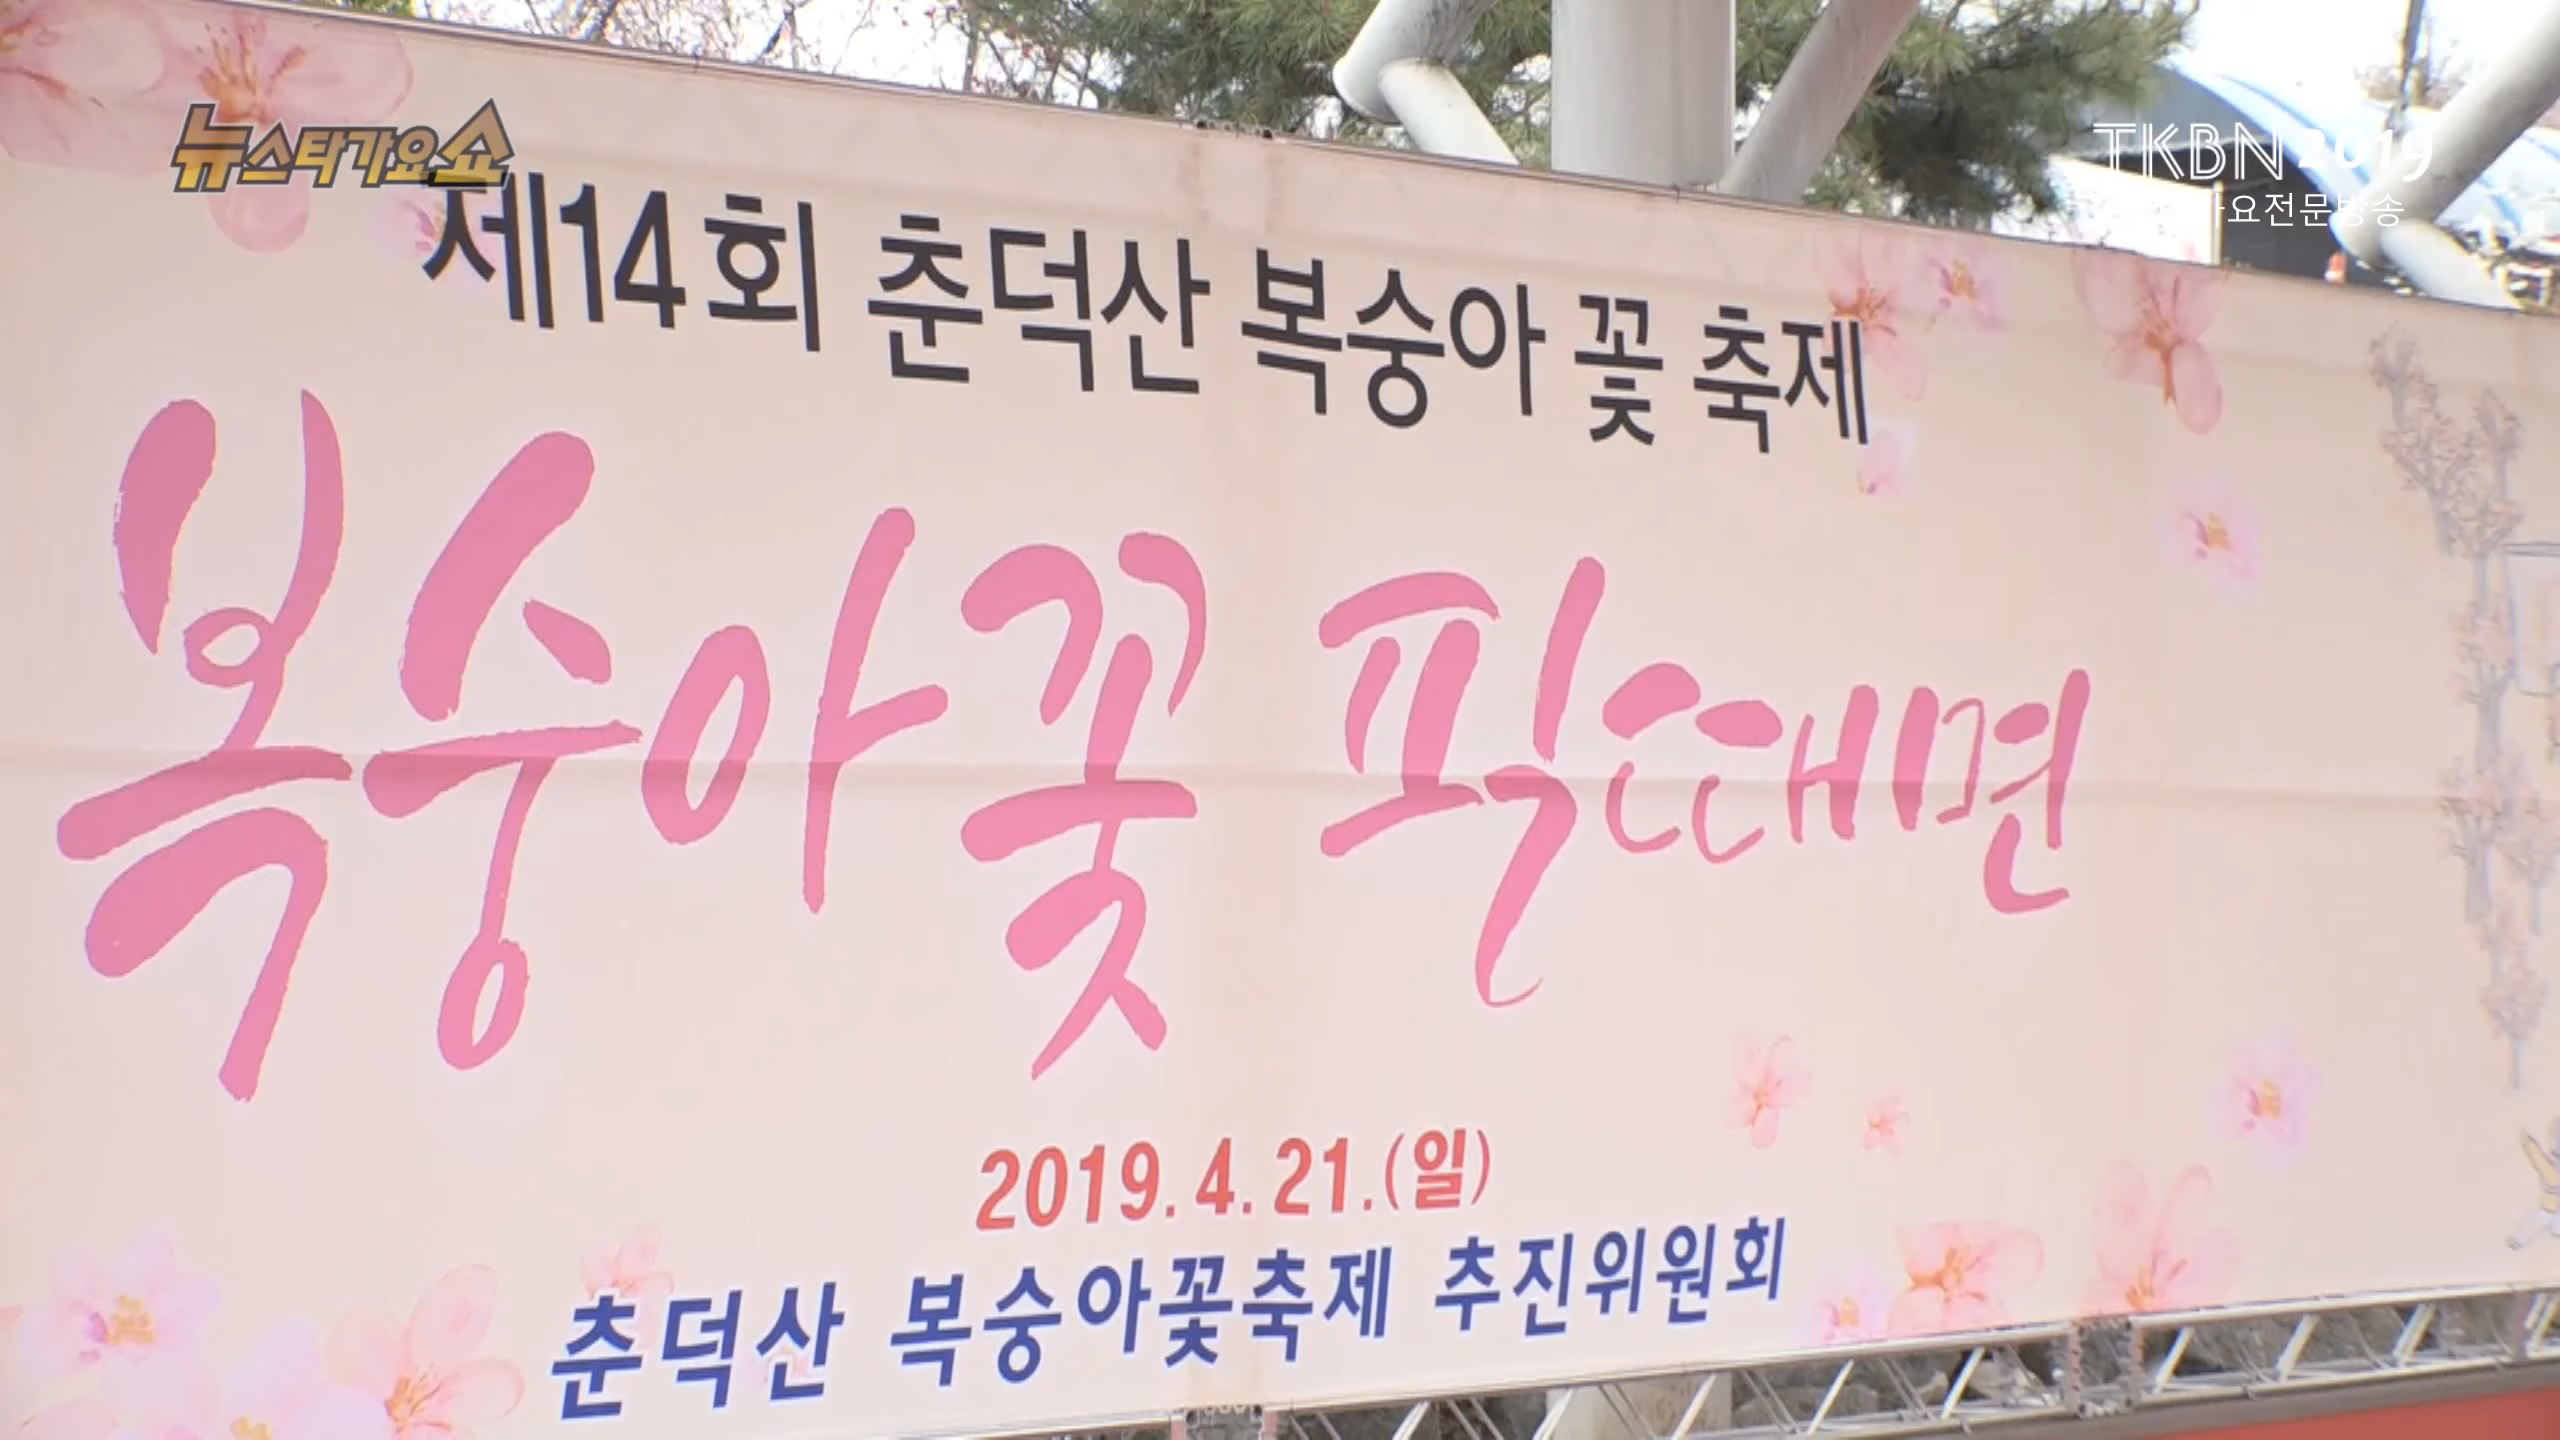 뉴스타가요쇼
TKBN 2019
가요전문방송
제14회 춘덕산 복숭아 꽃 축제
복숭아꽃 필때면
2019. 4. 21.(일)
춘덕산 복숭아꽃축제 추진위원회